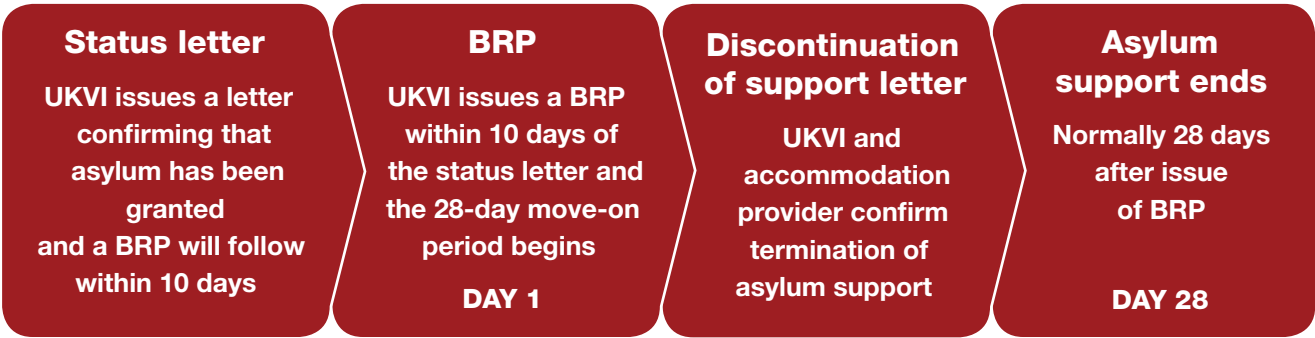 Status letter
UKVI issues a letter
confirming that
asylum has been
granted
and a BRP will follow
within 10 days
BRP
UKVI issues a BRP
within 10 days of
the status letter and
the 28-day move-on
period begins
DAY 1
Discontinuation
of support letter
UKVI and
accommodation
provider confirm
termination of
asylum support
Asylum
support ends
Normally 28 days
after issue
of BRP
DAY 28